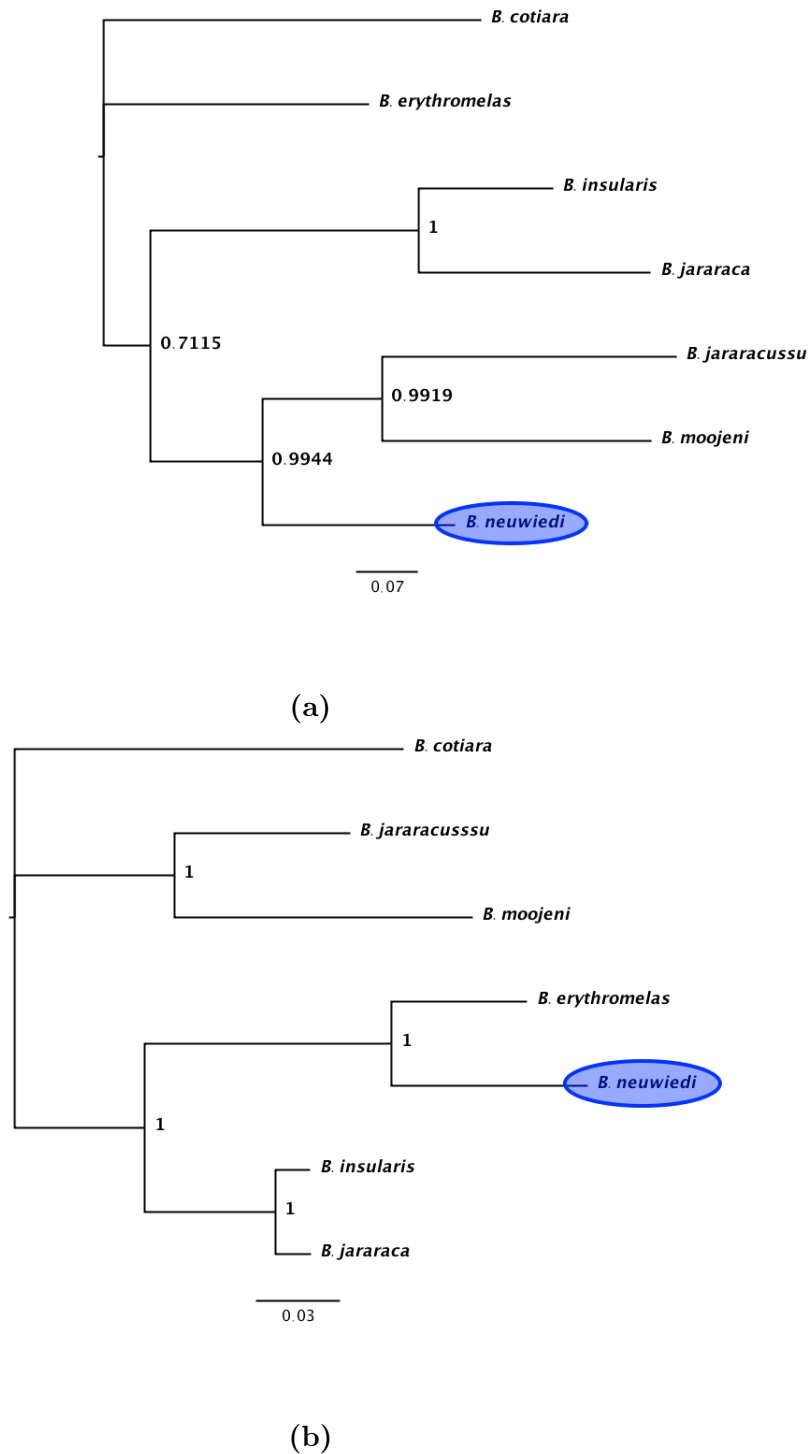 B. cotiara
B. erythromelas
B. insularis
1
B. jararaca
0.7115
B. jararacussu
0.9919
B. moojeni
0.9944
B. neuwiedi
0.07
(a)
B. cotiara
B. jararacusssu
1
B. moojeni
B. erythromelas
1
B. neuwiedi
1
B. insularis
1
B. jararaca
0.03
(b)